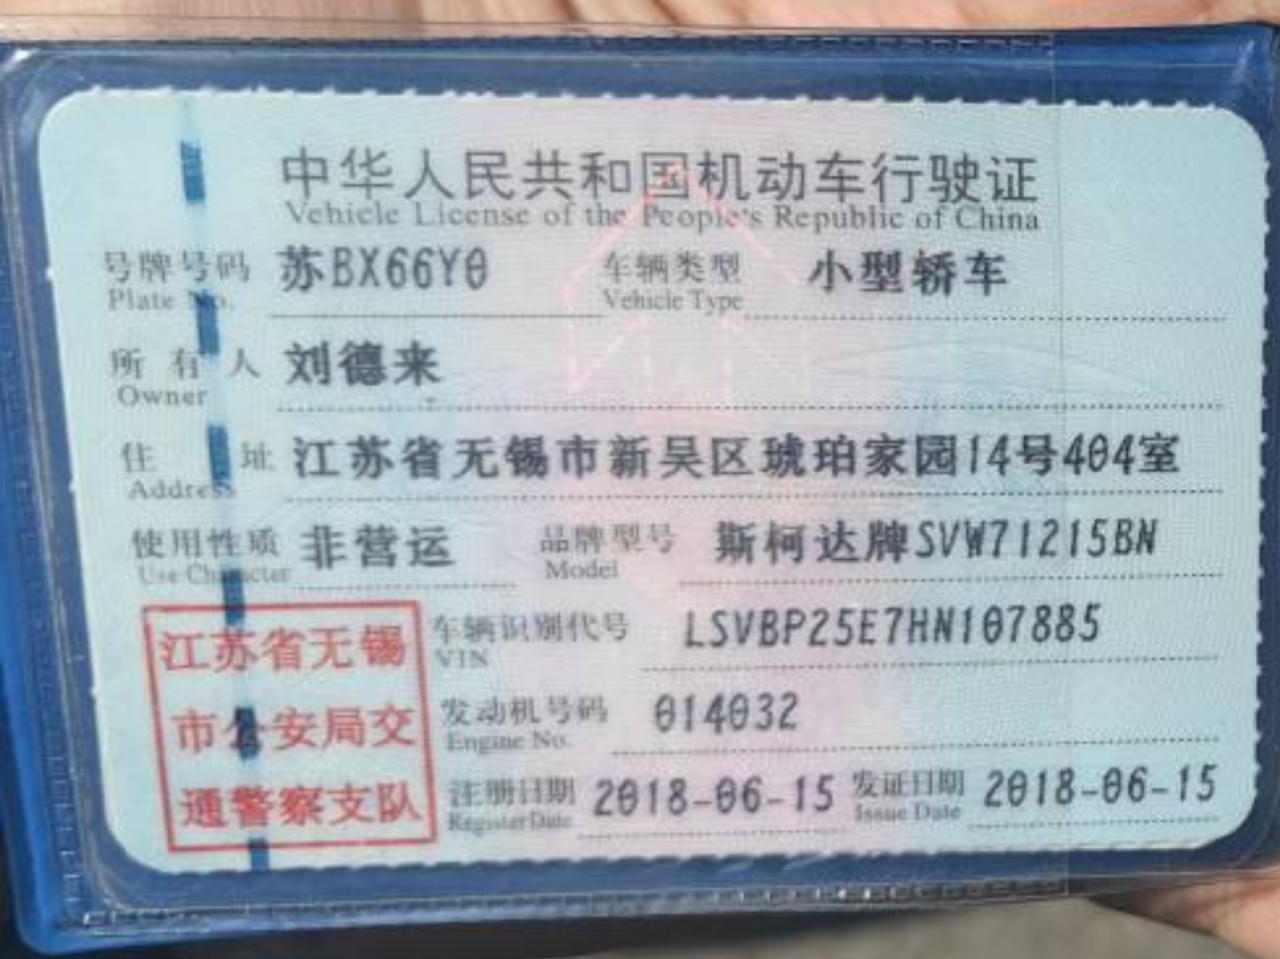 中华人民共和国机动车行驶证
Vehicle License of the People's Republic of China
号牌号码 苏BX66Y0 车辆类型 小型轿车
Plate No. Vehicle Type
所有人 刘德来
Owner
住址 江苏省无锡市新吴区琥珀家园14号404室
Address
使用性质 非营运 品牌型号 斯柯达牌SVW71215BN
Use Character Model
车辆识别代号 LSVBP25E7HN107885
VIN
发动机号码 014032
Engine No.
注册日期 2018-06-15 发证日期 2018-06-15
Register Date Issue Date
江苏省无锡
市公安局交
通警察支队